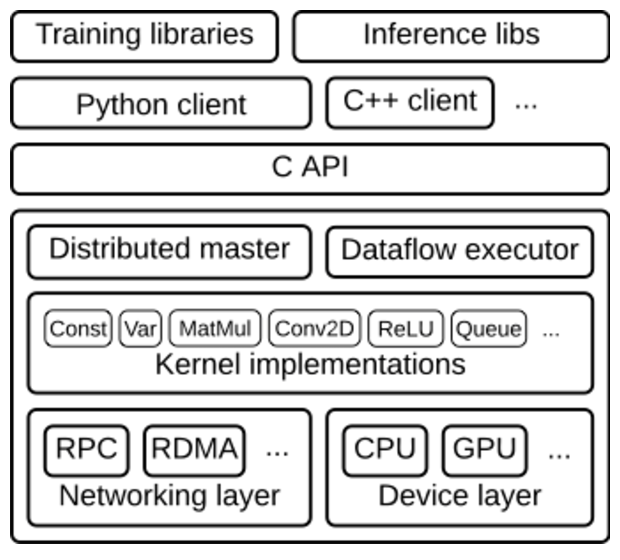 Training libraries Inference libs
Python client C++ client ...
C API
Distributed master Dataflow executor
Const Var MatMul Conv2D ReLU Queue ...
Kernel implementations
RPC RDMA ... CPU GPU ...
Networking layer Device layer